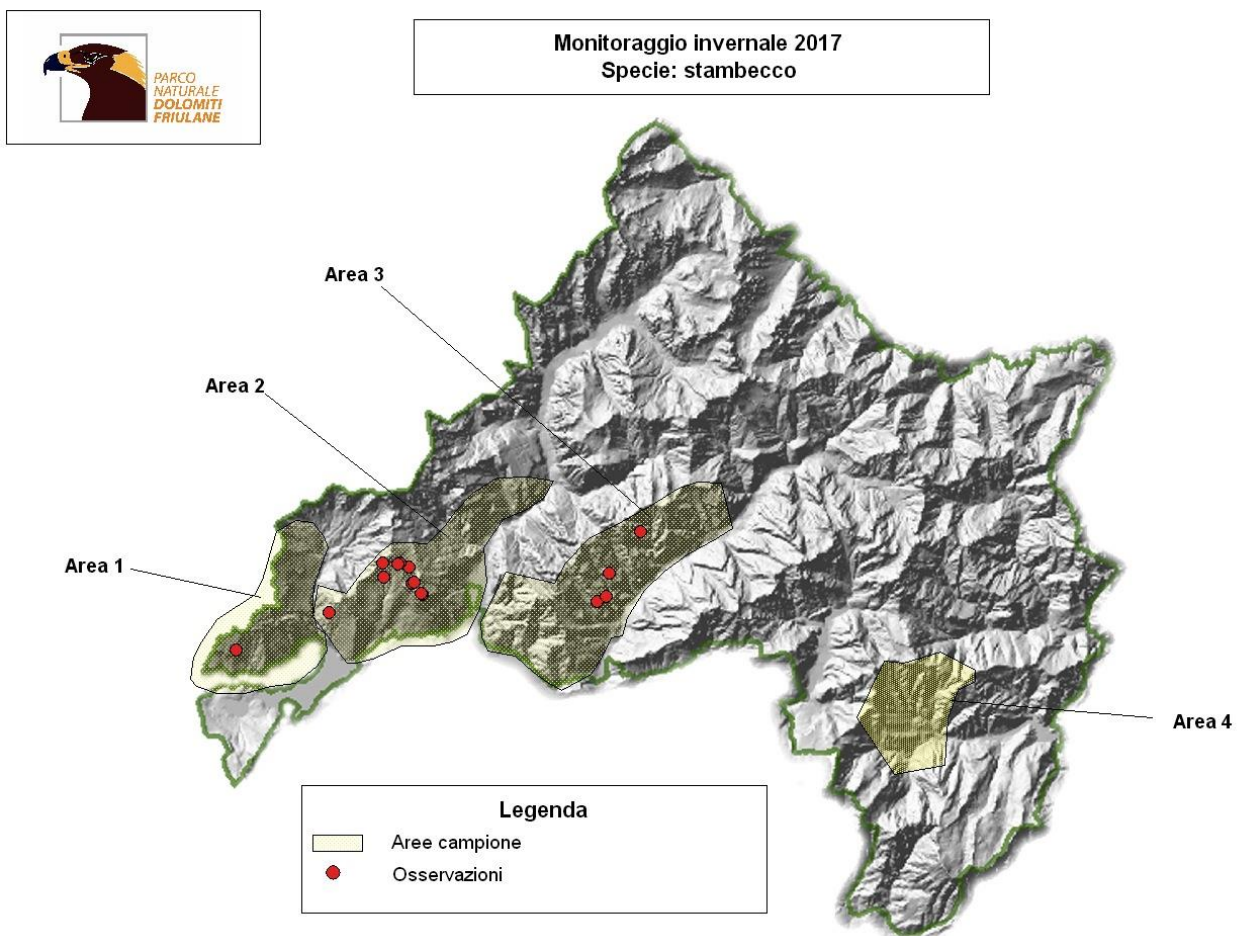 PARCO
NATURALE
DOLOMITI
FRIULANE
Monitoraggio invernale 2017
Specie: stambecco
Area 3
Area 2
Area 1
Area 4
Legenda
Aree campione
Osservazioni